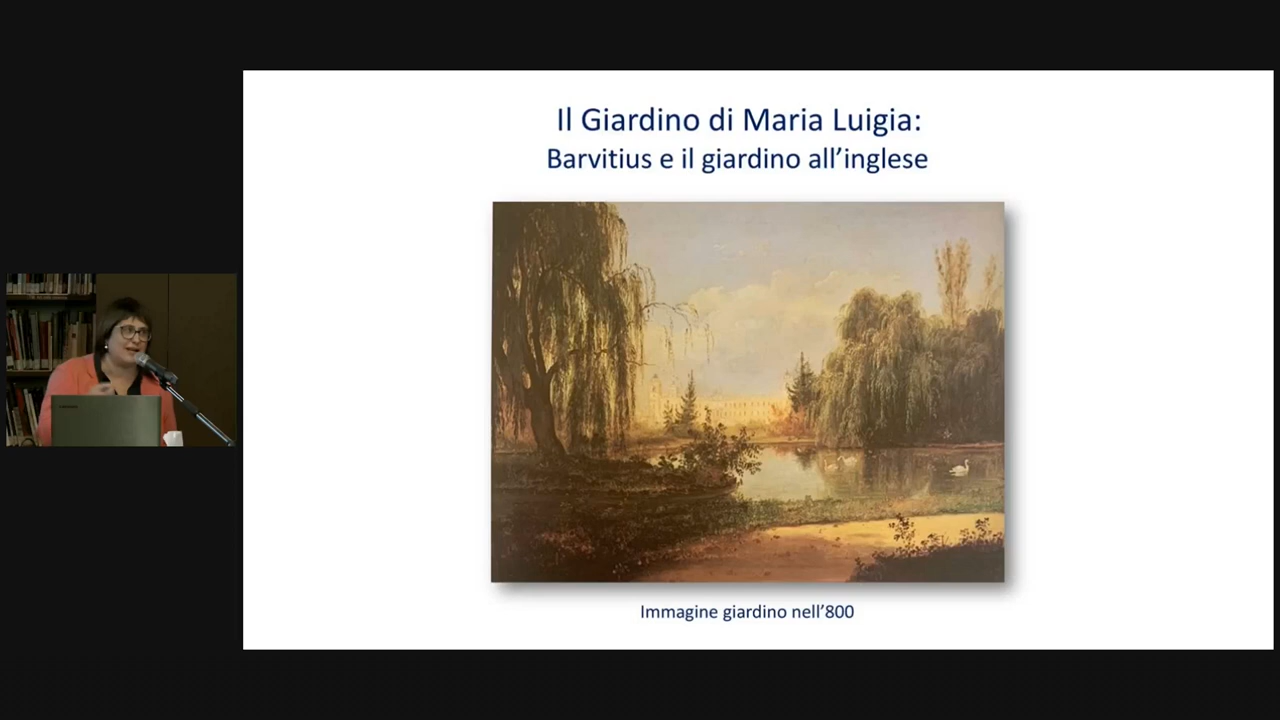 Il Giardino di Maria Luigia:
Barvitius e il giardino all’inglese
Immagine giardino nell’800